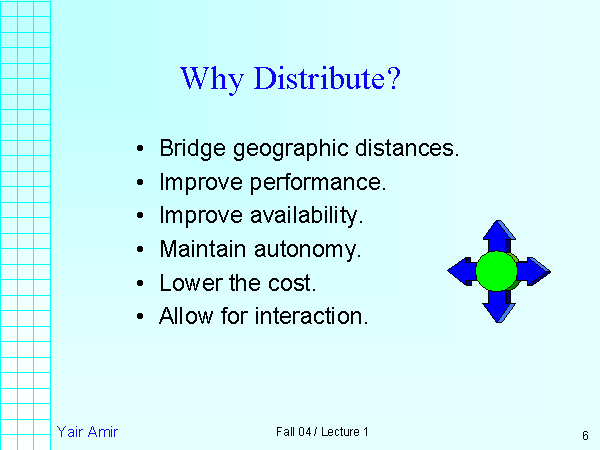 Why Distribute?
• Bridge geographic distances.
• Improve performance.
• Improve availability.
• Maintain autonomy.
• Lower the cost.
• Allow for interaction.
Yair Amir
Fall 04 / Lecture 1
6